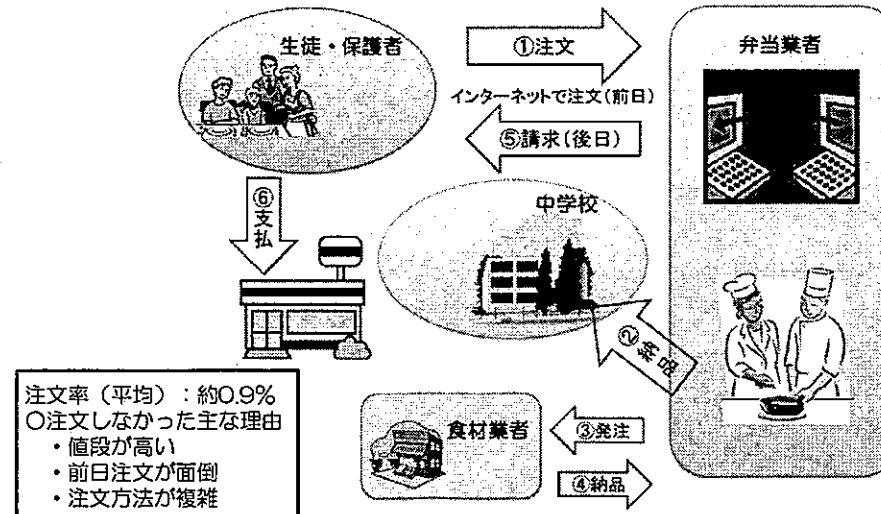 生徒・保護者
①注文
弁当業者
インターネットで注文(前日)
⑤請求(後日)
⑥支払
中学校
②納品
食材業者
③発注
④納品
注文率（平均）：約0.9%
○注文しなかった主な理由
・値段が高い
・前日注文が面倒
・注文方法が複雑